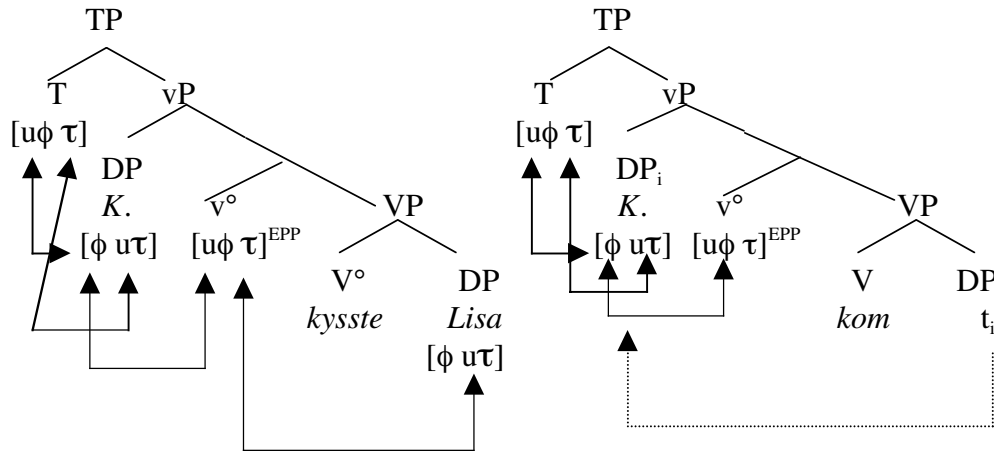 TP TP
T vP T vP
[uϕ τ] [uϕ τ]
DP DPi
K. v° VP K. v° VP
[ϕ uτ] [uϕ τ]EPP [ϕ uτ] [uϕ τ]EPP
V° DP V DP
kysste Lisa kom ti
[ϕ uτ]